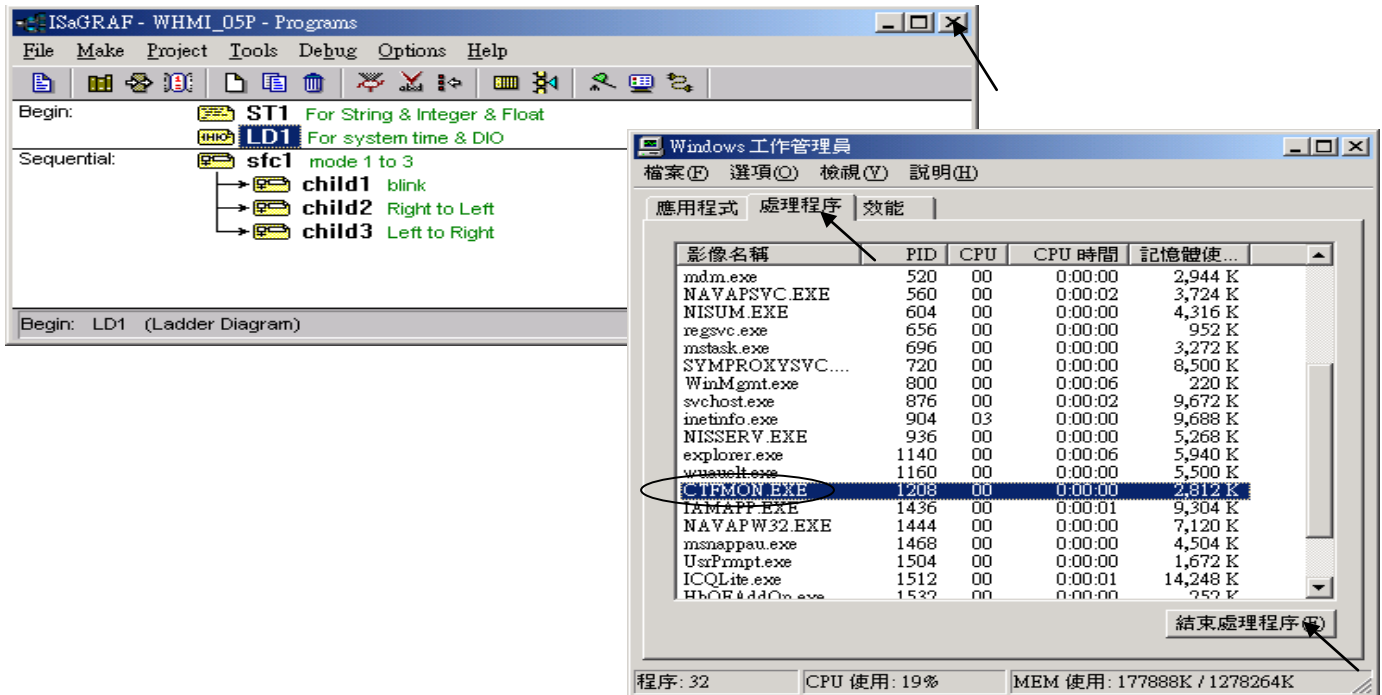 ISaGRAF - WHMI_05P - Programs
File Make Project Tools Debug Options Help
Begin: ST1 For String & Integer & Float
LD1 For system time & DIO
Sequential: sfc1 mode 1 to 3
child1 blink
child2 Right to Left
child3 Left to Right
Begin: LD1 (Ladder Diagram)
Windows 工作管理員
檔案(F) 選項(O) 檢視(V) 說明(H)
應用程式 處理程序 效能
影像名稱 PID CPU CPU 時間 記憶體使...
mdm.exe 520 00 0:00:00 2,944 K
NAVAPSVC.EXE 560 00 0:00:02 3,724 K
NISUM.EXE 604 00 0:00:00 4,316 K
regsvc.exe 656 00 0:00:00 952 K
mstask.exe 696 00 0:00:00 3,272 K
SYMPROXYSVC.... 720 00 0:00:00 8,500 K
WinMgmt.exe 800 00 0:00:06 220 K
svchost.exe 876 00 0:00:02 9,672 K
inetinfo.exe 904 03 0:00:00 9,688 K
NISSERV.EXE 936 00 0:00:00 5,268 K
explorer.exe 1140 00 0:00:06 5,940 K
wuauclt.exe 1160 00 0:00:00 5,500 K
CTFMON.EXE 1208 00 0:00:00 2,812 K
IAMAPP.EXE 1436 00 0:00:01 9,304 K
NAVAPW32.EXE 1444 00 0:00:00 7,120 K
msnappau.exe 1468 00 0:00:00 4,504 K
UsrPrmpt.exe 1504 00 0:00:00 1,672 K
ICQLite.exe 1512 00 0:00:01 14,248 K
HbOEAddOn.exe 1532 00 0:00:00 252 K
結束處理程序(E)
程序: 32 CPU 使用: 19% MEM 使用: 177888K / 1278264K